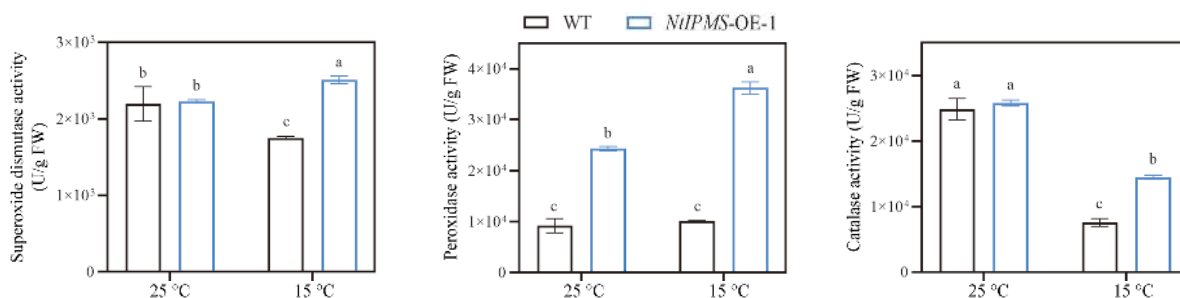 WT NtIPMS-OE-1
Superoxide dismutase activity
(U/g FW)
3×10³
2×10³
1×10³
0
b
b
c
a
25 °C 15 °C
Peroxidase activity (U/g FW)
4×10⁴
3×10⁴
2×10⁴
1×10⁴
0
c
b
c
a
25 °C 15 °C
Catalase activity (U/g FW)
3×10⁴
2×10⁴
1×10⁴
0
a
a
c
b
25 °C 15 °C